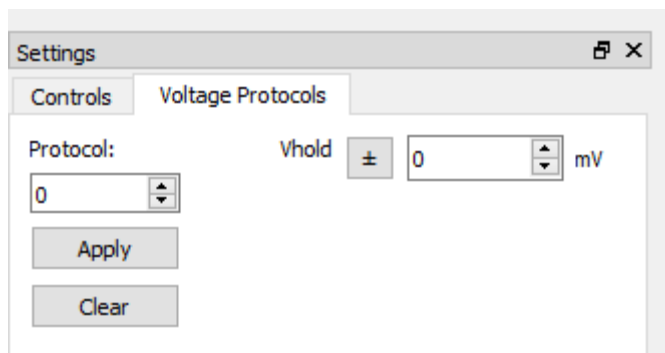 Settings
Controls Voltage Protocols
Protocol: Vhold ± 0 mV
0
Apply
Clear